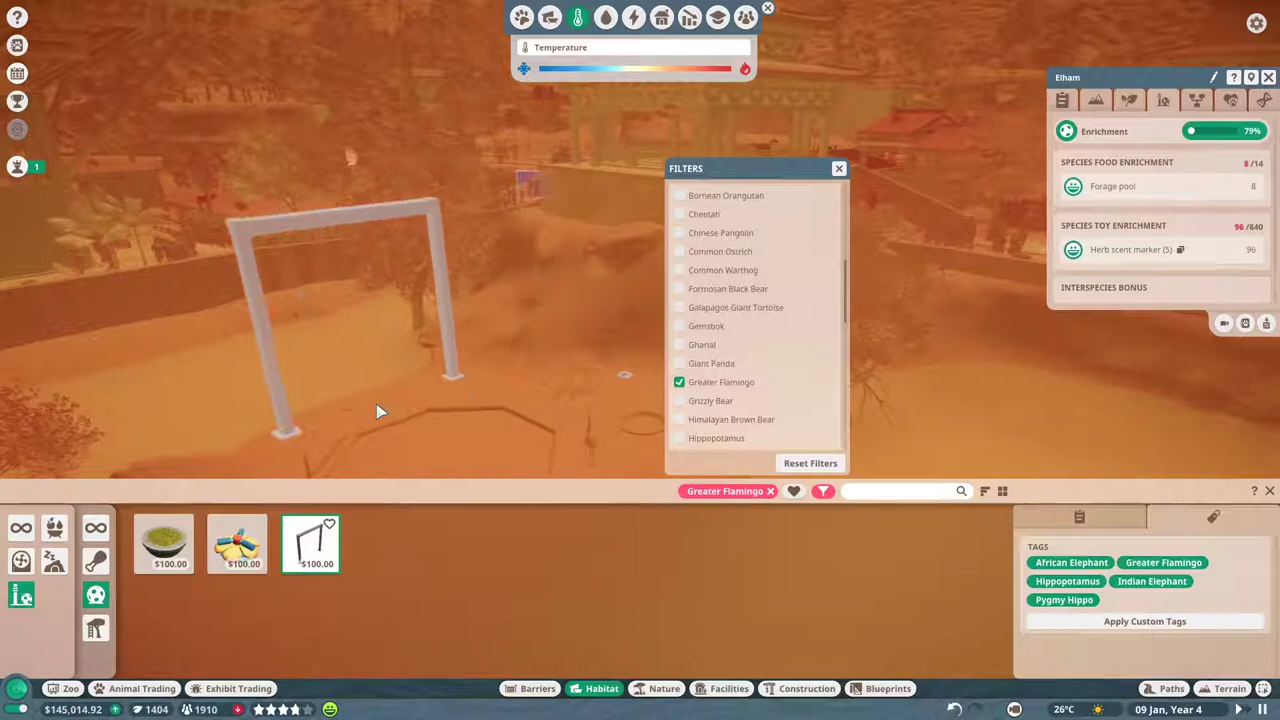 Temperature
Elham
Enrichment
79%
SPECIES FOOD ENRICHMENT 8 /14
Forage pool 8
SPECIES TOY ENRICHMENT 96 /840
Herb scent marker (5) 96
INTERSPECIES BONUS
1
FILTERS
Bornean Orangutan
Cheetah
Chinese Pangolin
Common Ostrich
Common Warthog
Formosan Black Bear
Galapagos Giant Tortoise
Gemsbok
Gharial
Giant Panda
Greater Flamingo
Grizzly Bear
Himalayan Brown Bear
Hippopotamus
Reset Filters
Greater Flamingo
$100.00
$100.00
$100.00
TAGS
African Elephant
Greater Flamingo
Hippopotamus
Indian Elephant
Pygmy Hippo
Apply Custom Tags
Zoo
Animal Trading
Exhibit Trading
Barriers
Habitat
Nature
Facilities
Construction
Blueprints
Paths
Terrain
$145,014.92
1404
1910
26°C
09 Jan, Year 4